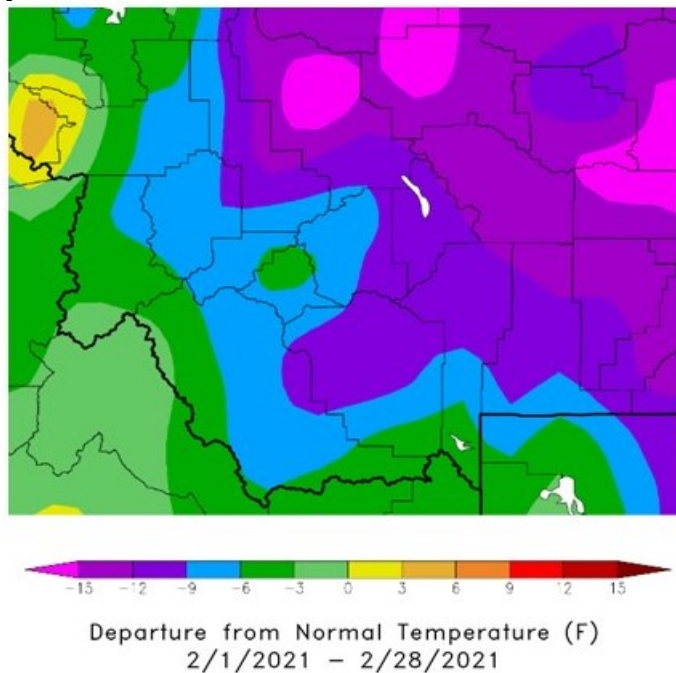 -15 -12 -9 -6 -3 0 3 6 9 12 15
Departure from Normal Temperature (F)
2/1/2021 - 2/28/2021